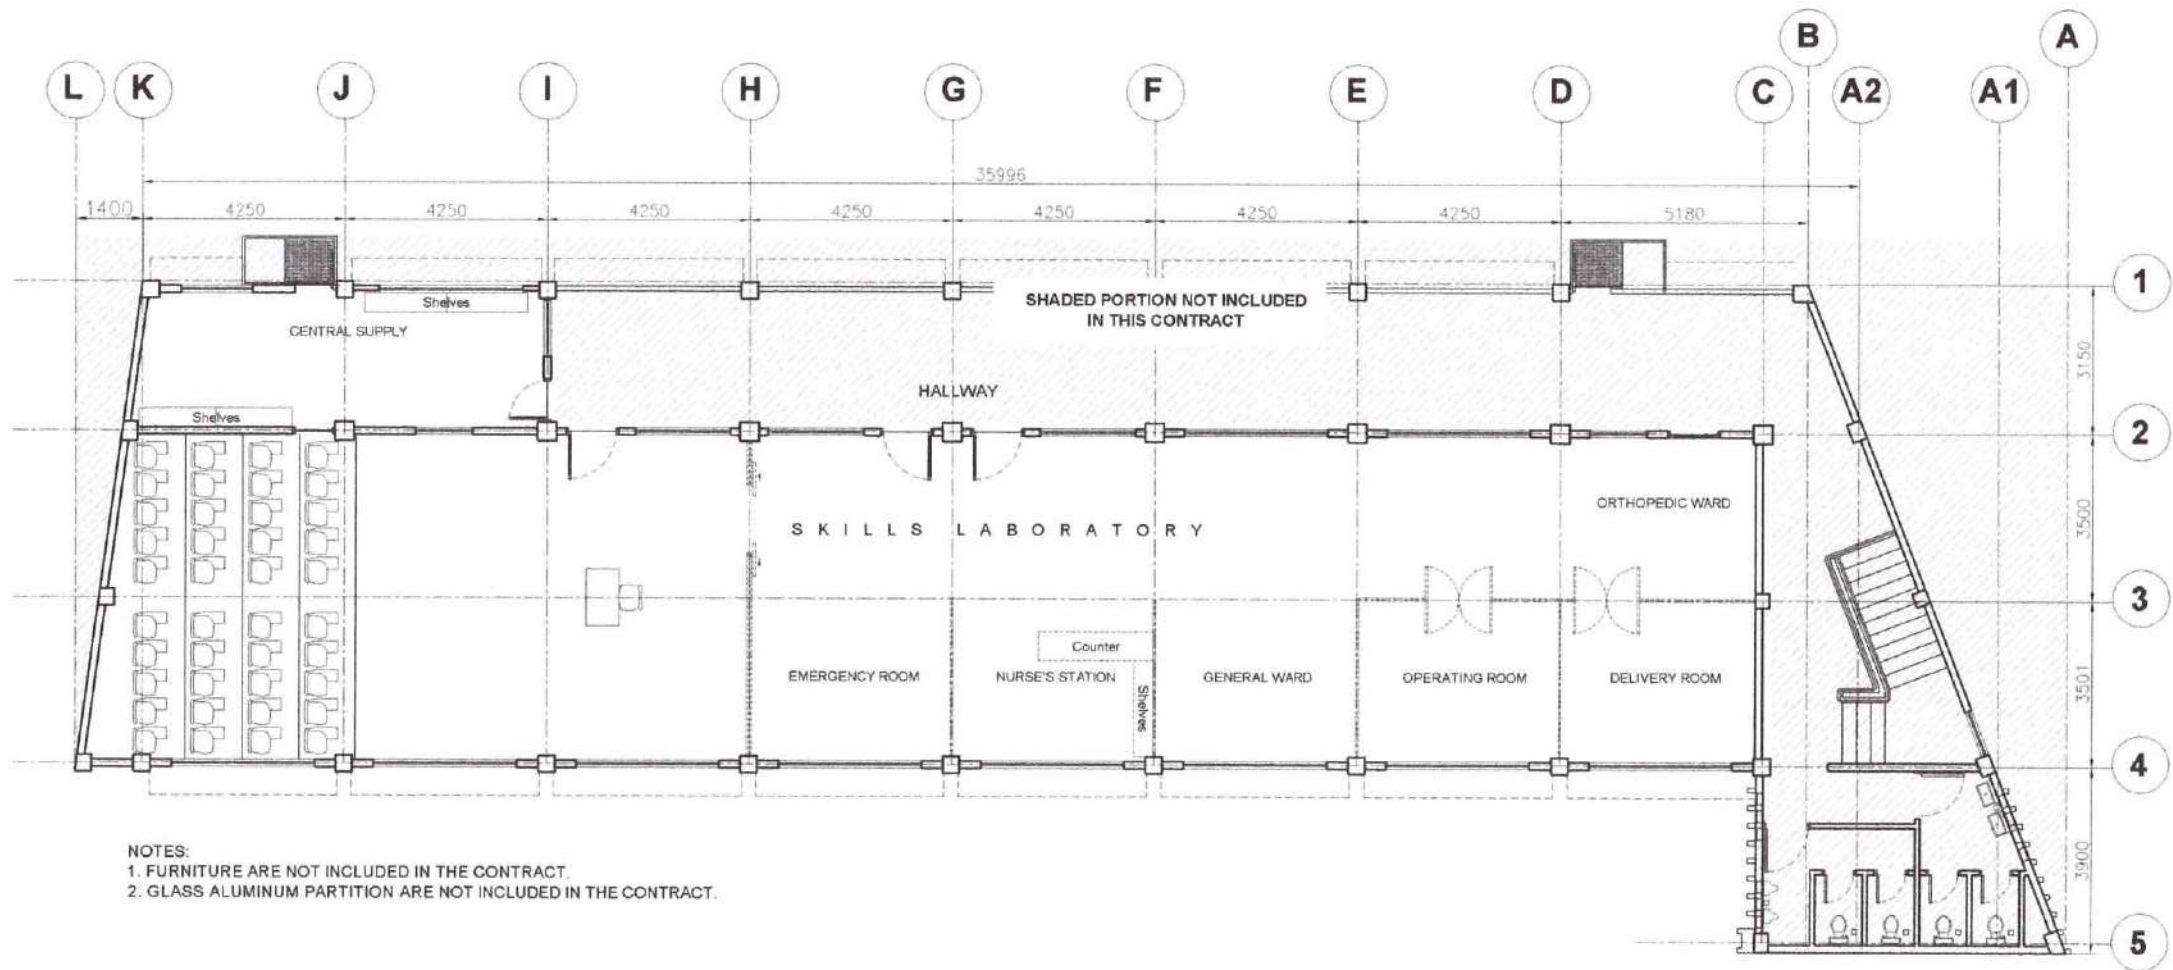 L K J I H G F E D C B A2 A1 A
35996
1400 4250 4250 4250 4250 4250 4250 4250 5180
1
Shelves
SHADED PORTION NOT INCLUDED
IN THIS CONTRACT
CENTRAL SUPPLY
3150
HALLWAY
Shelves
2
ORTHOPEDIC WARD
3500
SKILLS LABORATORY
3
Counter
EMERGENCY ROOM
NURSE'S STATION
GENERAL WARD
OPERATING ROOM
DELIVERY ROOM
3501
Shelves
4
NOTES:
1. FURNITURE ARE NOT INCLUDED IN THE CONTRACT.
2. GLASS ALUMINUM PARTITION ARE NOT INCLUDED IN THE CONTRACT.
3900
5